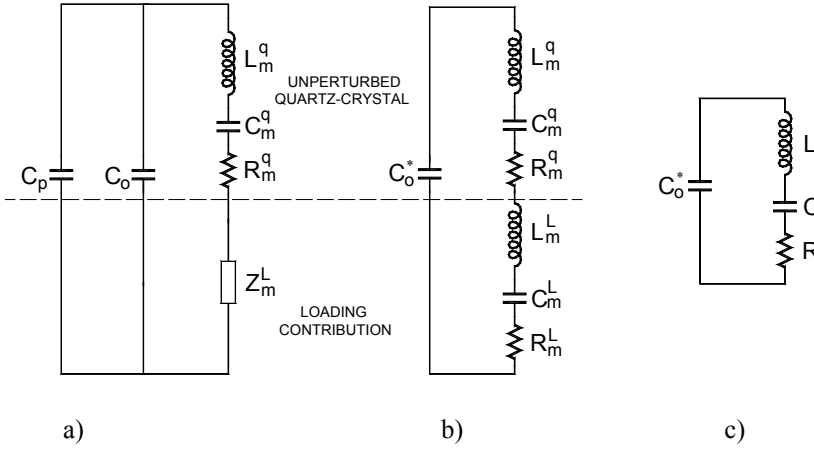 L_m^q
C_m^q
R_m^q
C_p
C_o
Z_m^L
UNPERTURBED
QUARTZ-CRYSTAL
LOADING
CONTRIBUTION
L_m^q
C_m^q
R_m^q
C_o^*
L_m^L
C_m^L
R_m^L
L
C_o^*
R
a)
b)
c)